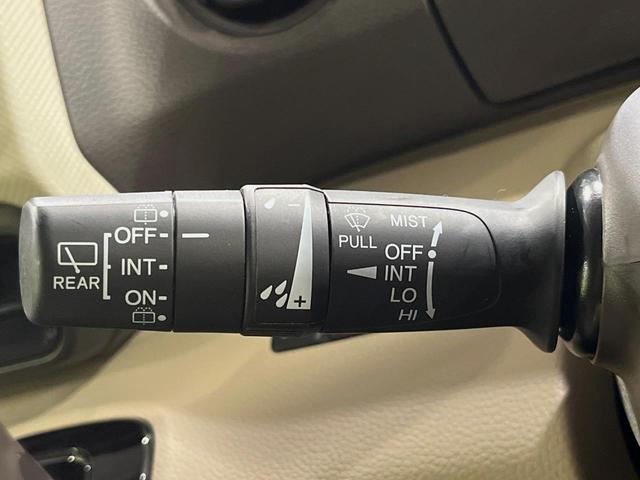 REAR
OFF
INT
ON
- +
PULL
MIST
OFF
INT
LO
HI